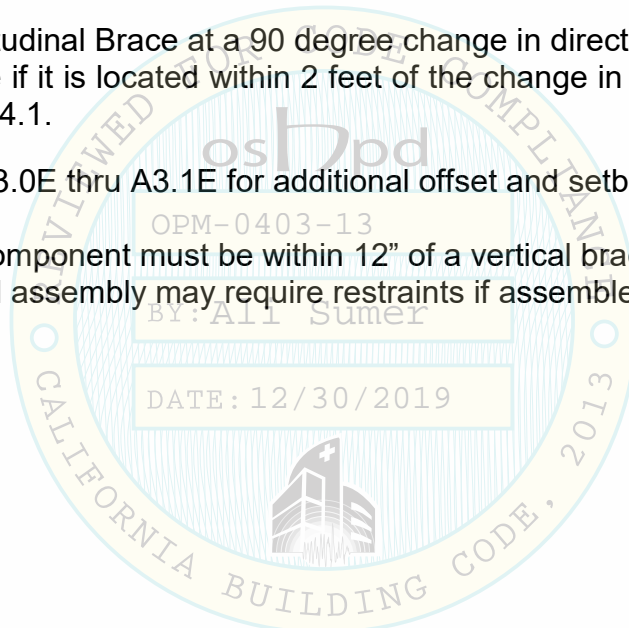 tudinal Brace at a 90 degree change in direct
e if it is located within 2 feet of the change in
4.1.
3.0E thru A3.1E for additional offset and setb
omponent must be within 12” of a vertical brac
l assembly may require restraints if assemble
REVIEWED FOR CODE COMPLIANCE
oshpd
OPM-0403-13
BY: Ali Sumer
DATE: 12/30/2019
CALIFORNIA BUILDING CODE, 2013